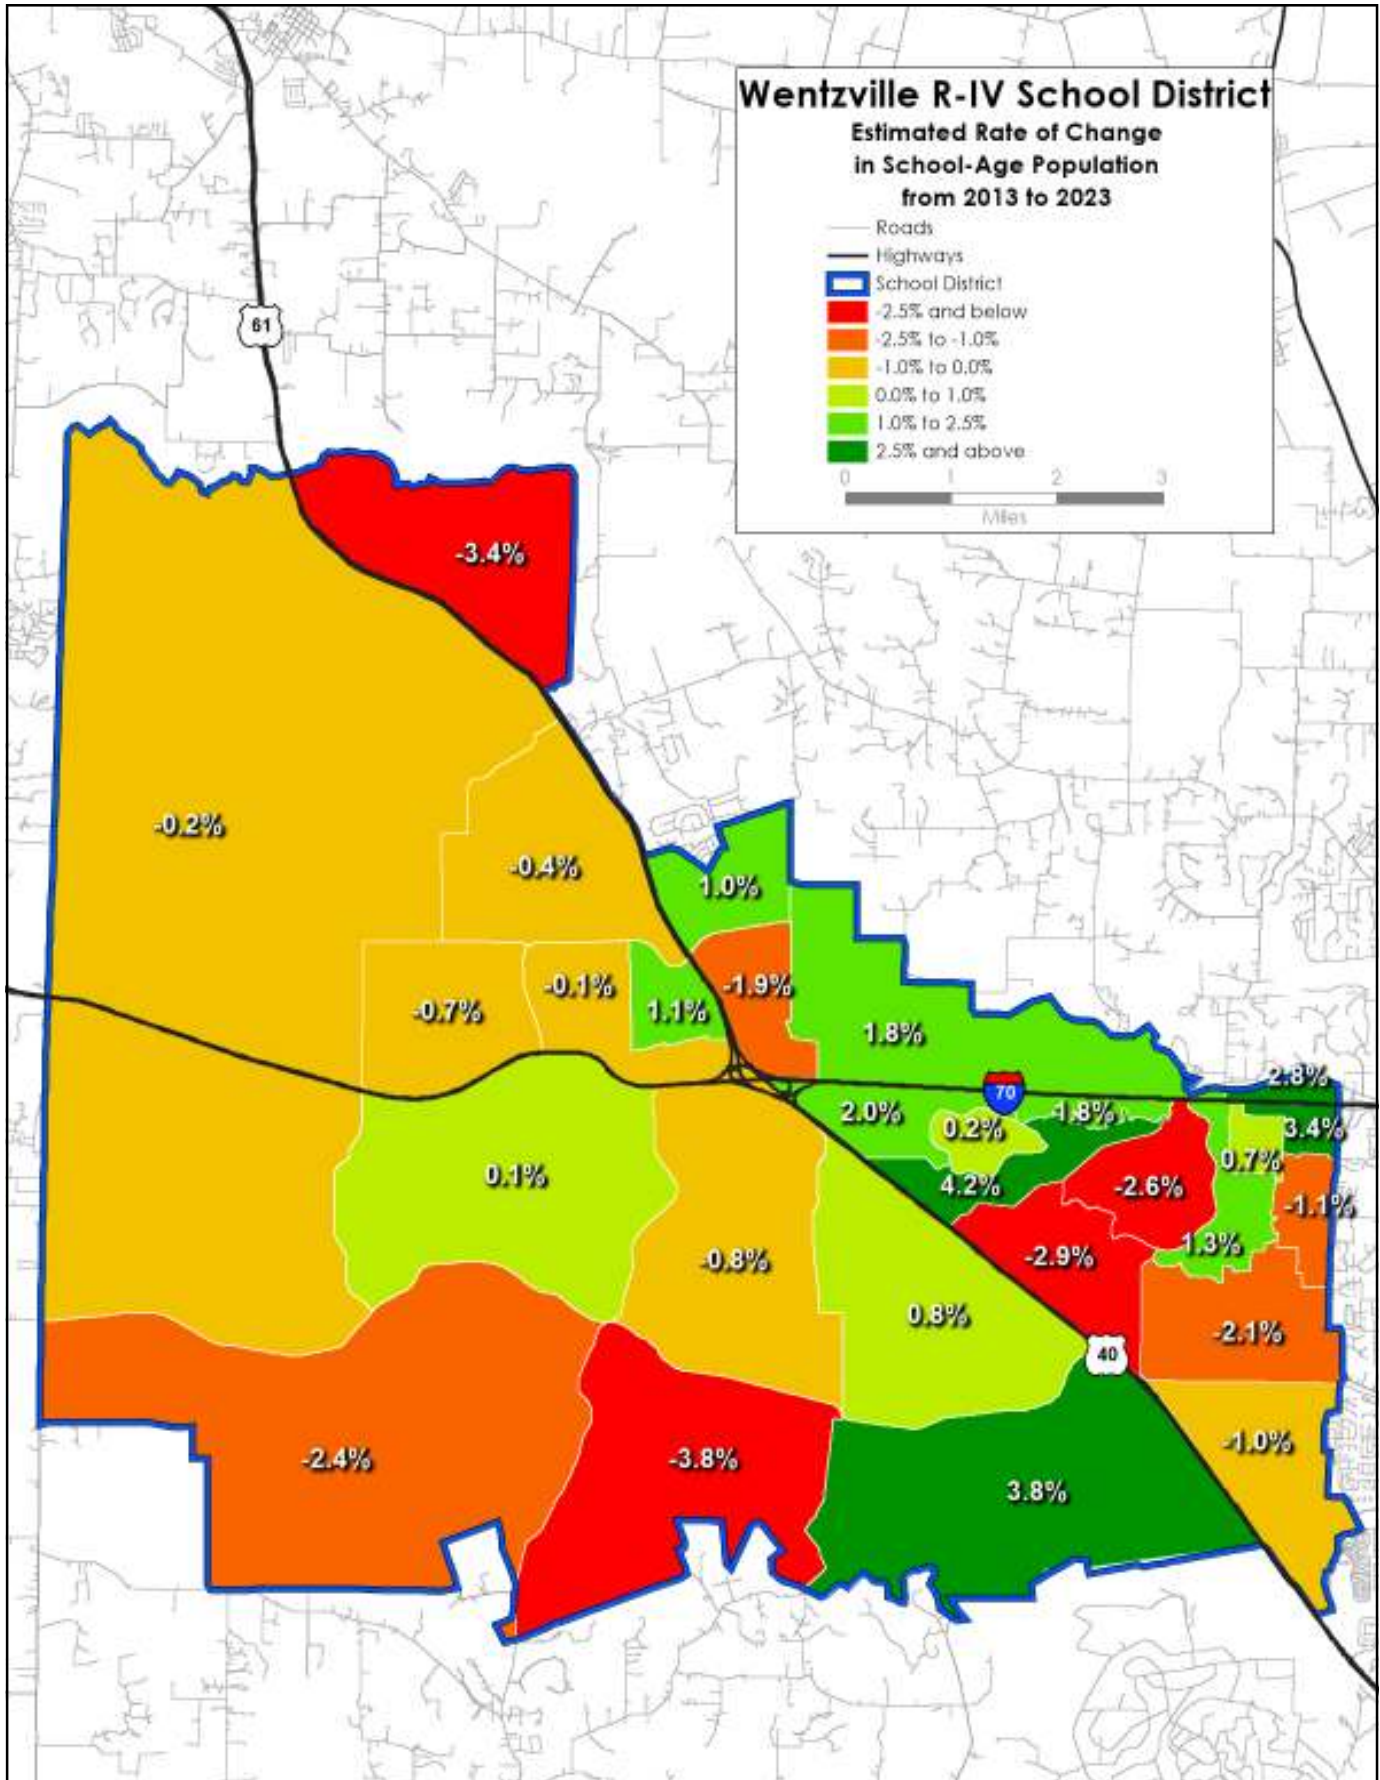 Wentzville R-IV School District
Estimated Rate of Change
in School-Age Population
from 2013 to 2023
Roads
Highways
School District
-2.5% and below
-2.5% to -1.0%
-1.0% to 0.0%
0.0% to 1.0%
1.0% to 2.5%
2.5% and above
0 1 2 3
Miles
61
-3.4%
-0.2%
-0.4%
1.0%
-0.7%
-0.1%
1.1%
-1.9%
1.8%
2.8%
70
2.0%
0.2%
-1.8%
3.4%
0.7%
0.1%
4.2%
-2.6%
-1.1%
-0.8%
-2.9%
1.3%
0.8%
-2.1%
40
-2.4%
-3.8%
3.8%
-1.0%